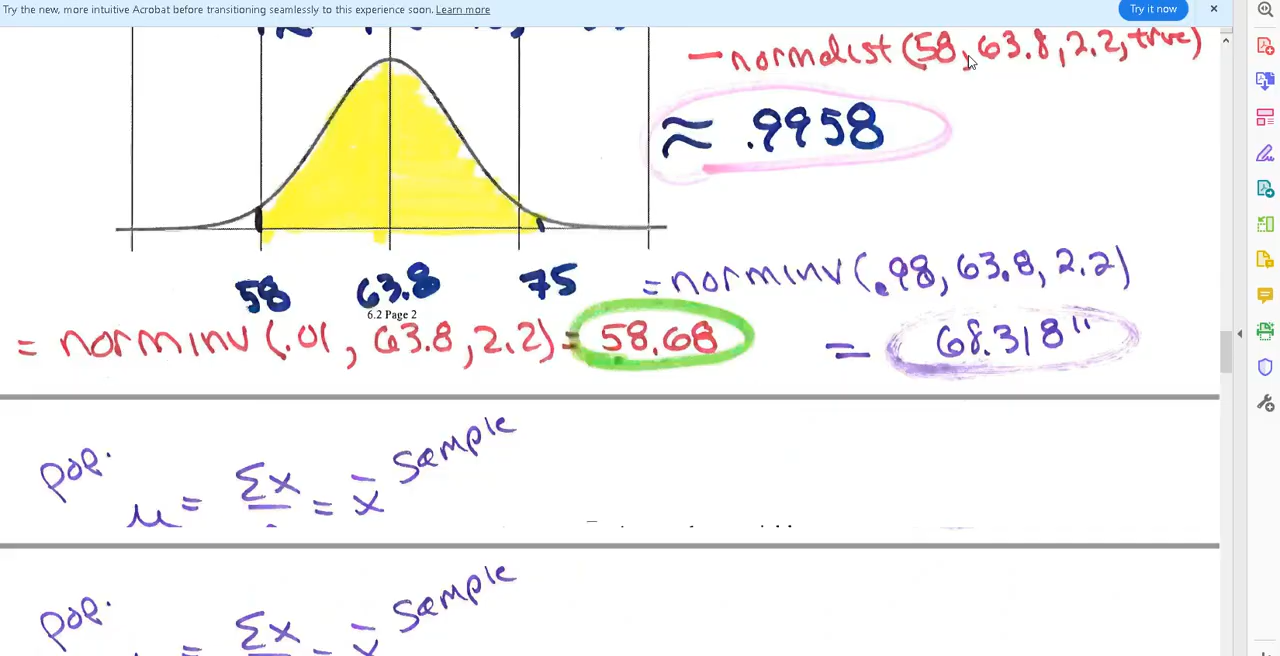 Try the new, more intuitive Acrobat before transitioning seamlessly to this experience soon. Learn more
Try it now
- normdist (58, 63.8, 2.2, true)
≈ .9958
58 63.8 75
6.2 Page 2
= norminv (.98, 63.8, 2.2)
= norminv (.01, 63.8, 2.2) = 58.68
= 68.318"
pop. sample
μ = Σx = x̄
pop. sample
Σx = x̄